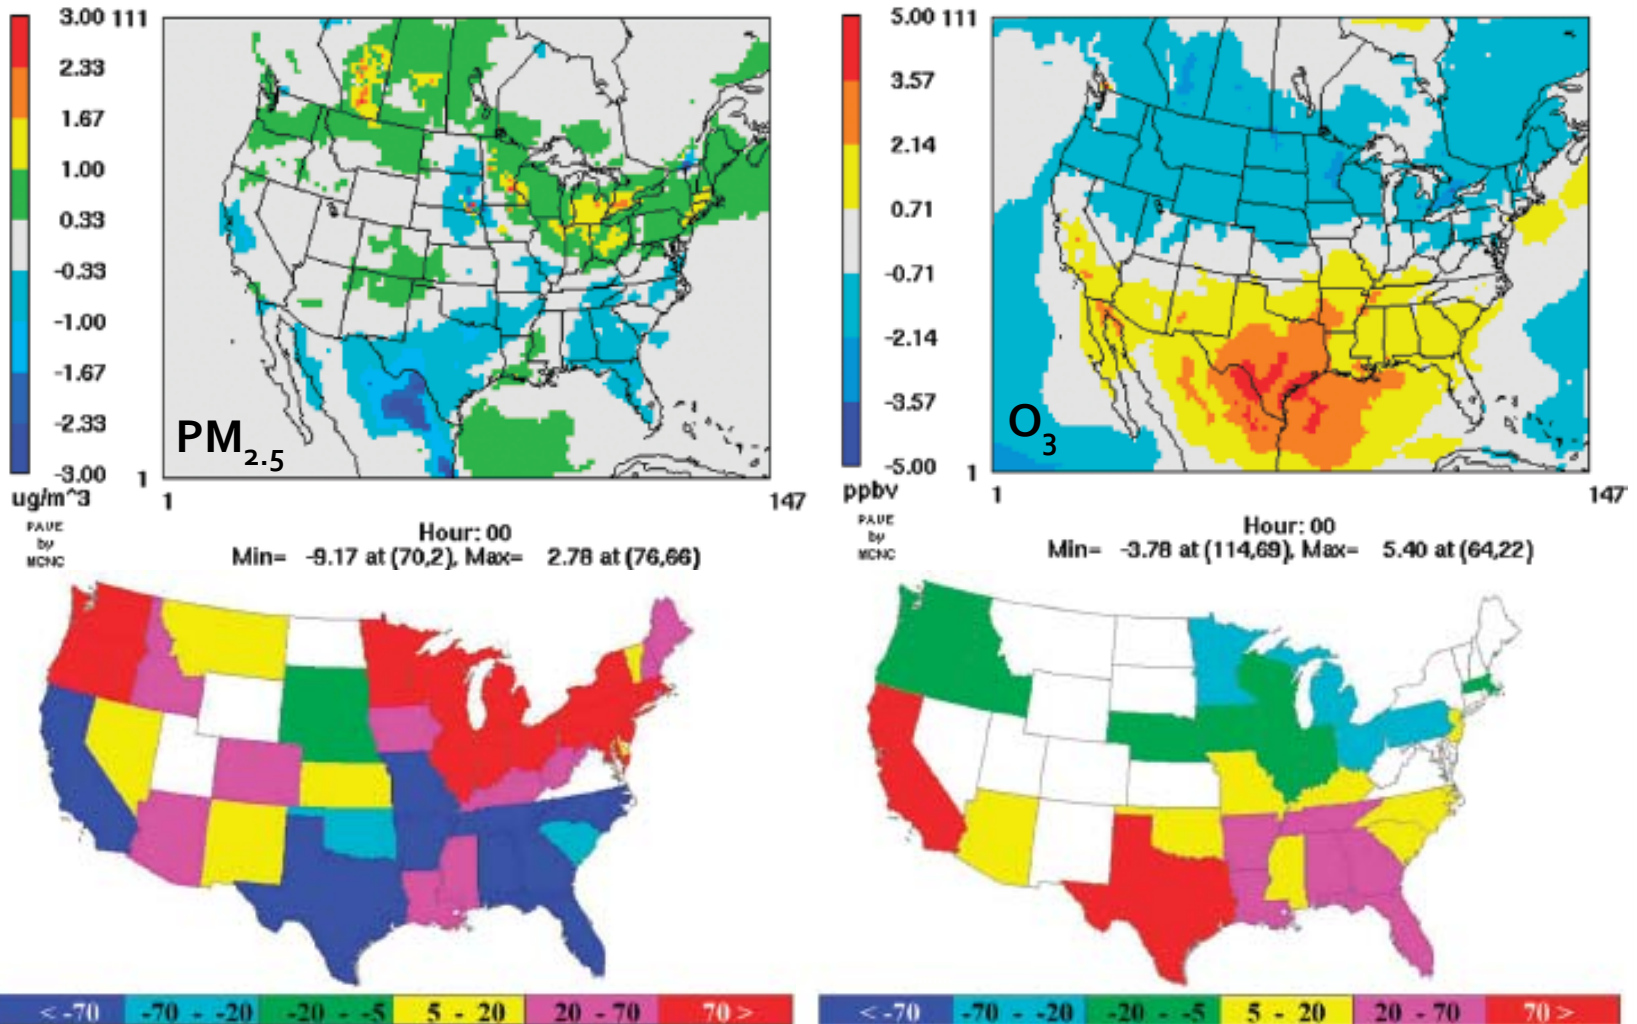 3.00 111
2.33
1.67
1.00
0.33
-0.33
-1.00
-1.67
-2.33
-3.00 1
PM2.5
ug/m^3
1 147
PAVE
by
MCNC
Hour: 00
Min= -9.17 at (70,2), Max= 2.78 at (76,66)
5.00 111
3.57
2.14
0.71
-0.71
-2.14
-3.57
-5.00 1
O3
ppbv
1 147
PAVE
by
MCNC
Hour: 00
Min= -3.78 at (114,69), Max= 5.40 at (64,22)
< -70 -70 - -20 -20 - -5 5 - 20 20 - 70 70 >
< -70 -70 - -20 -20 - -5 5 - 20 20 - 70 70 >